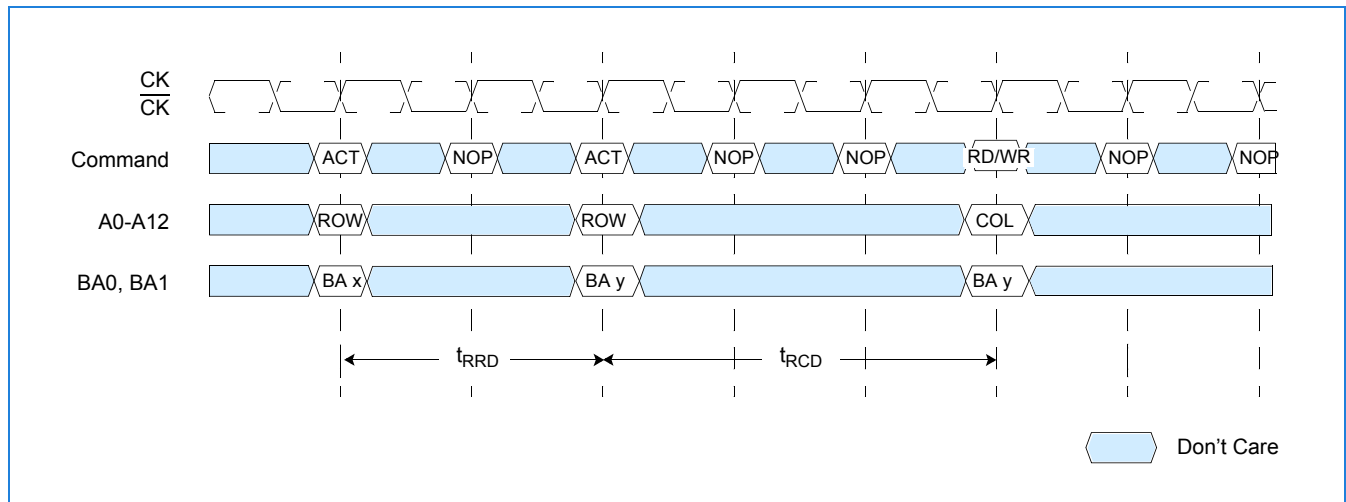 CK
CK
Command ACT NOP ACT NOP NOP RD/WR NOP NOP
A0-A12 ROW ROW COL
BA0, BA1 BA x BA y BA y
tRRD tRCD
Don't Care